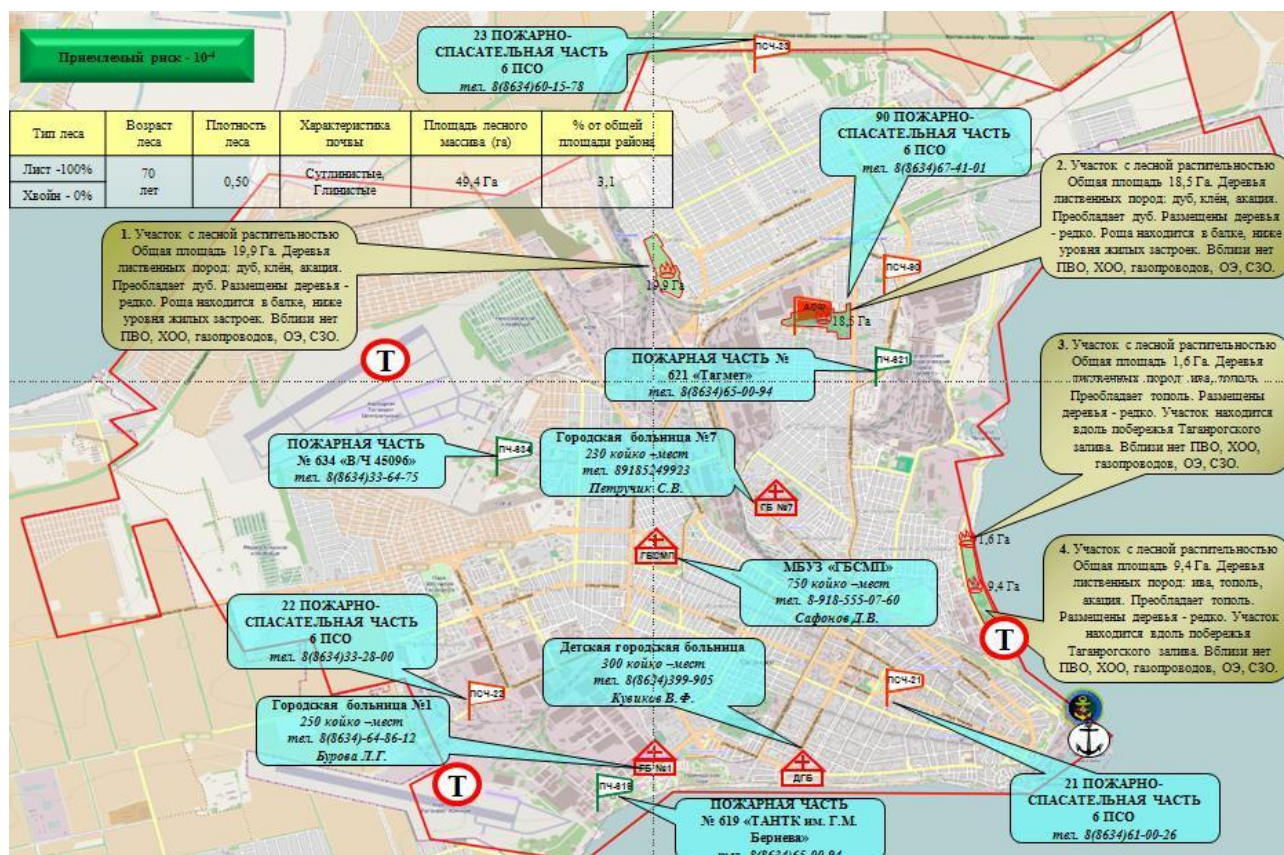 Приемлемый риск - 10-4
23 ПОЖАРНО-
СПАСАТЕЛЬНАЯ ЧАСТЬ
6 ПСО
тел. 8(8634)60-15-78
ПСЧ-23
Тип леса
Возраст
леса
Плотность
леса
Характеристика
почвы
Площадь лесного
массива (га)
% от общей
площади района
Лист -100%
Хвойн - 0%
70
лет
0,50
Суглинистые,
Глинистые
49,4 Га
3,1
90 ПОЖАРНО-
СПАСАТЕЛЬНАЯ ЧАСТЬ
6 ПСО
тел. 8(8634)67-41-01
2. Участок с лесной растительностью
Общая площадь 18,5 Га. Деревья
лиственных пород: дуб, клён, акация.
Преобладает дуб. Размещены деревья
- редко. Роща находится в балке, ниже
уровня жилых застроек. Вблизи нет
ПВО, ХОО, газопроводов, ОЭ, СЗО.
1. Участок с лесной растительностью
Общая площадь 19,9 Га. Деревья
лиственных пород: дуб, клён, акация.
Преобладает дуб. Размещены деревья -
редко. Роща находится в балке, ниже
уровня жилых застроек. Вблизи нет
ПВО, ХОО, газопроводов, ОЭ, СЗО.
19,9 Га
ПСЧ-90
18,5 Га
Т
ПОЖАРНАЯ ЧАСТЬ №
621 «Тагмет»
тел. 8(8634)65-00-94
ПЧ-621
3. Участок с лесной растительностью
Общая площадь 1,6 Га. Деревья
лиственных пород: ива, тополь.
Преобладает тополь. Размещены
деревья - редко. Участок находится
вдоль побережья Таганрогского
залива. Вблизи нет ПВО, ХОО,
газопроводов, ОЭ, СЗО.
ПОЖАРНАЯ ЧАСТЬ
№ 634 «В/Ч 45096»
тел. 8(8634)33-64-75
ПЧ-634
Городская больница №7
230 койко –мест
тел. 89185249923
Петручик С.В.
ГБ №7
ГБСМП
МБУЗ «ГБСМП»
750 койко –мест
тел. 8-918-555-07-60
Сафонов Д.В.
1,6 Га
9,4 Га
4. Участок с лесной растительностью
Общая площадь 9,4 Га. Деревья
лиственных пород: ива, тополь,
акация. Преобладает тополь.
Размещены деревья - редко. Участок
находится вдоль побережья
Таганрогского залива. Вблизи нет
ПВО, ХОО, газопроводов, ОЭ, СЗО.
Т
22 ПОЖАРНО-
СПАСАТЕЛЬНАЯ ЧАСТЬ
6 ПСО
тел. 8(8634)33-28-00
ПСЧ-22
Детская городская больница
300 койко –мест
тел. 8(8634)399-905
Кувиков В.Ф.
ПСЧ-21
Городская больница №1
250 койко –мест
тел. 8(8634)-64-86-12
Бурова Л.Г.
ГБ №1
ДГБ
Т
ПЧ-619
ПОЖАРНАЯ ЧАСТЬ
№ 619 «ТАНТК им. Г.М.
Бериева»
тел. 8(8634)65-00-94
21 ПОЖАРНО-
СПАСАТЕЛЬНАЯ ЧАСТЬ
6 ПСО
тел. 8(8634)61-00-26